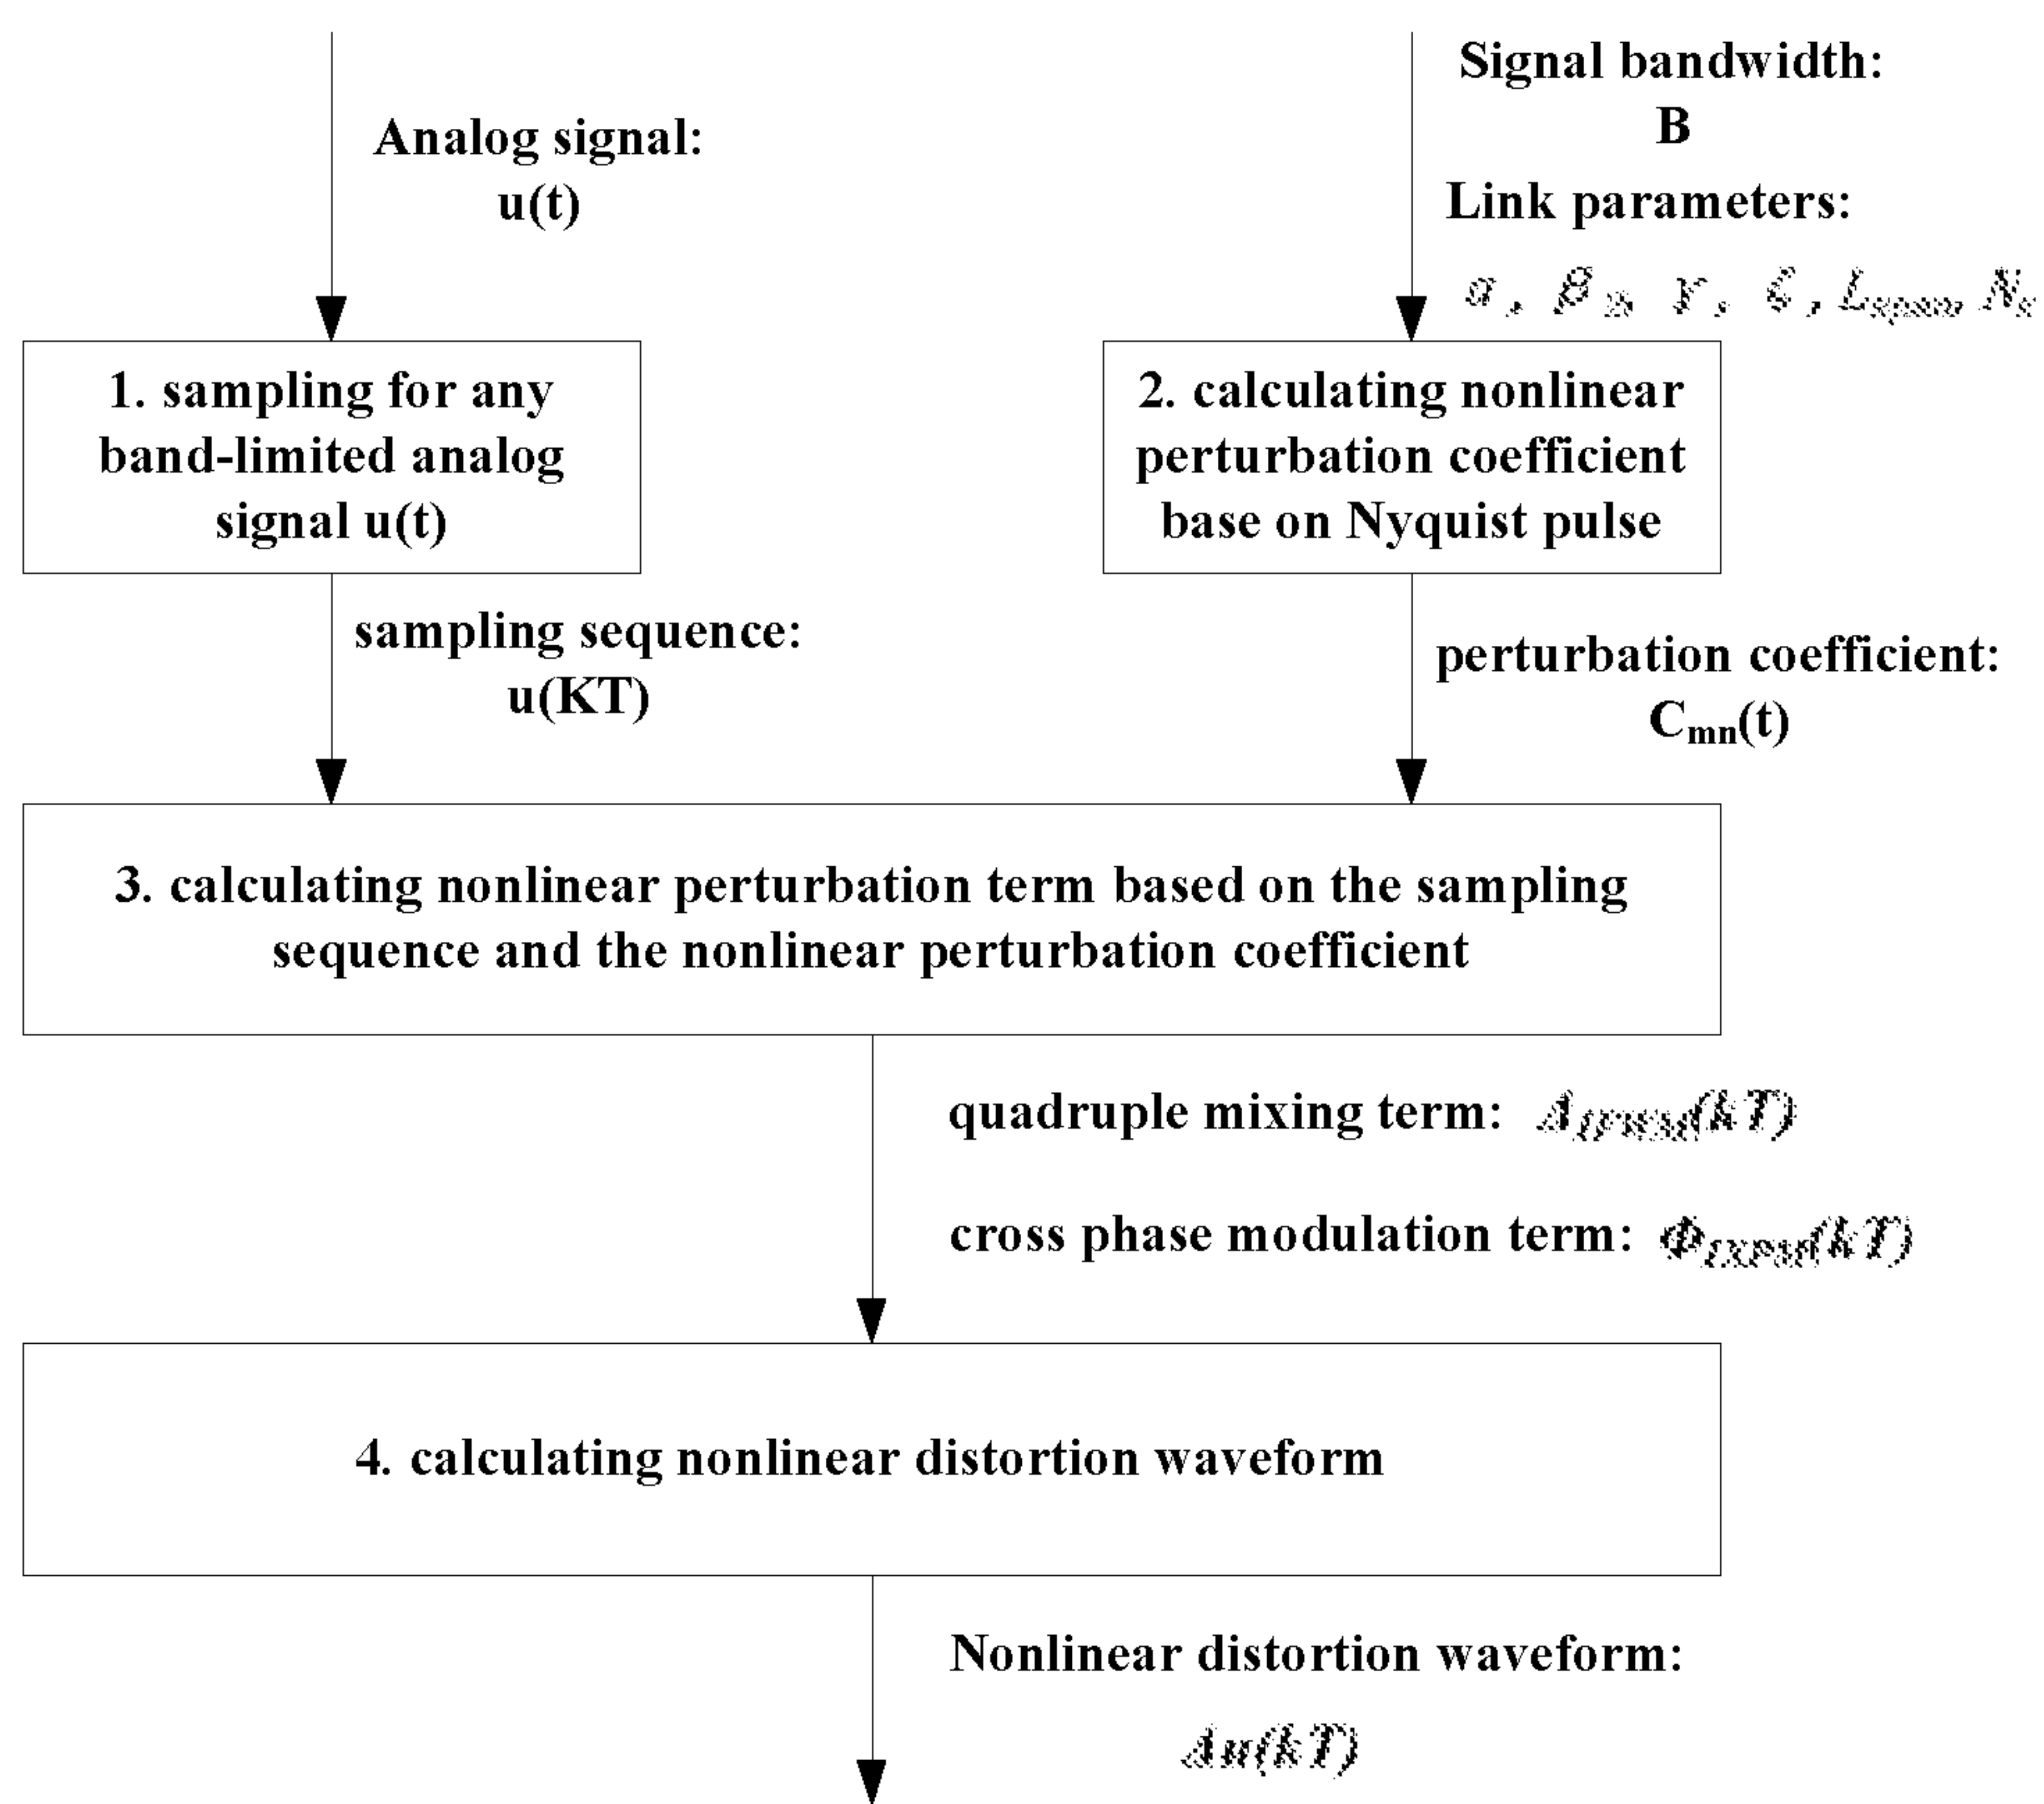 Analog signal:
u(t)
Signal bandwidth:
B
Link parameters:
1. sampling for any
band-limited analog
signal u(t)
2. calculating nonlinear
perturbation coefficient
base on Nyquist pulse
sampling sequence:
u(KT)
perturbation coefficient:
Cmn(t)
3. calculating nonlinear perturbation term based on the sampling
sequence and the nonlinear perturbation coefficient
quadruple mixing term:
cross phase modulation term:
4. calculating nonlinear distortion waveform
Nonlinear distortion waveform:
Δu(kT)